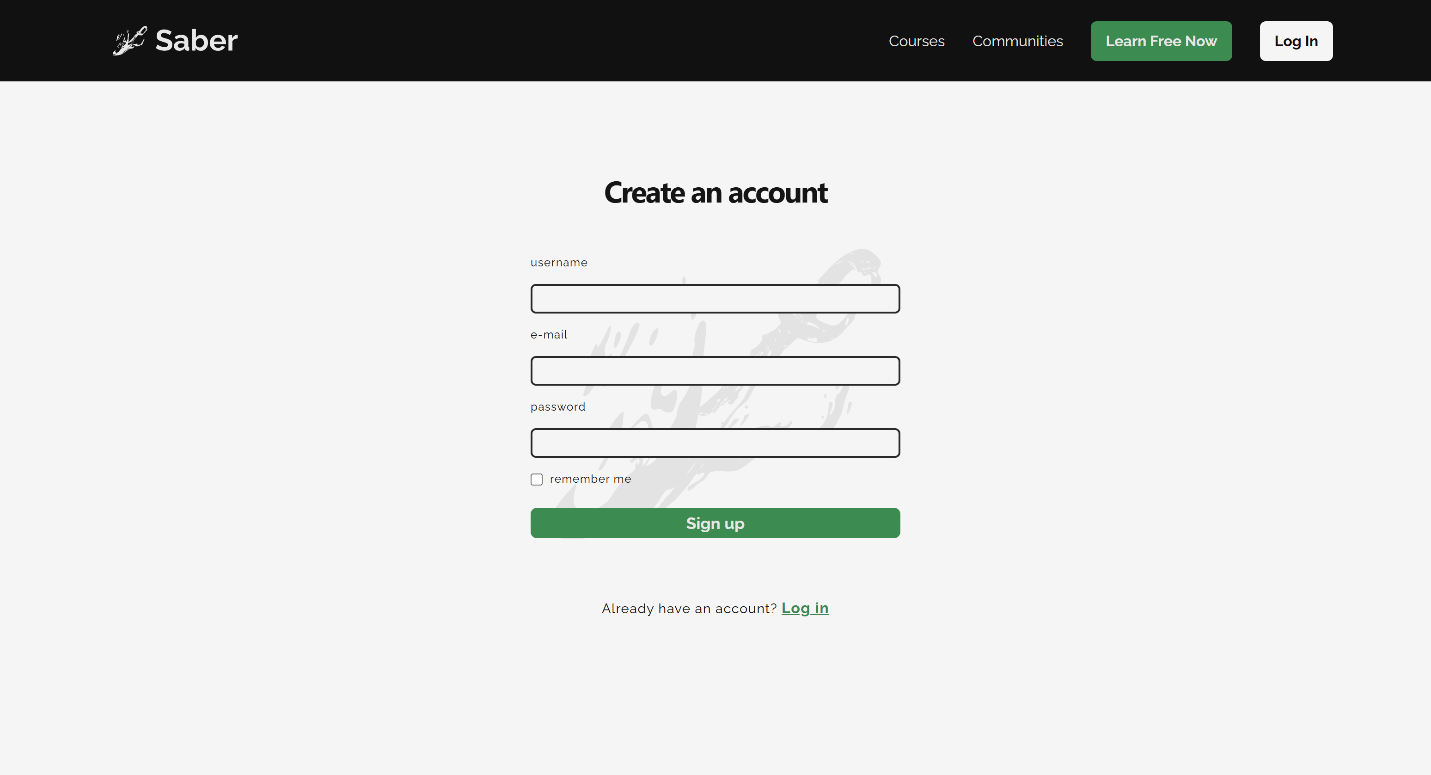 Saber
Courses Communities Learn Free Now Log In
Create an account
username
e-mail
password
remember me
Sign up
Already have an account? Log in